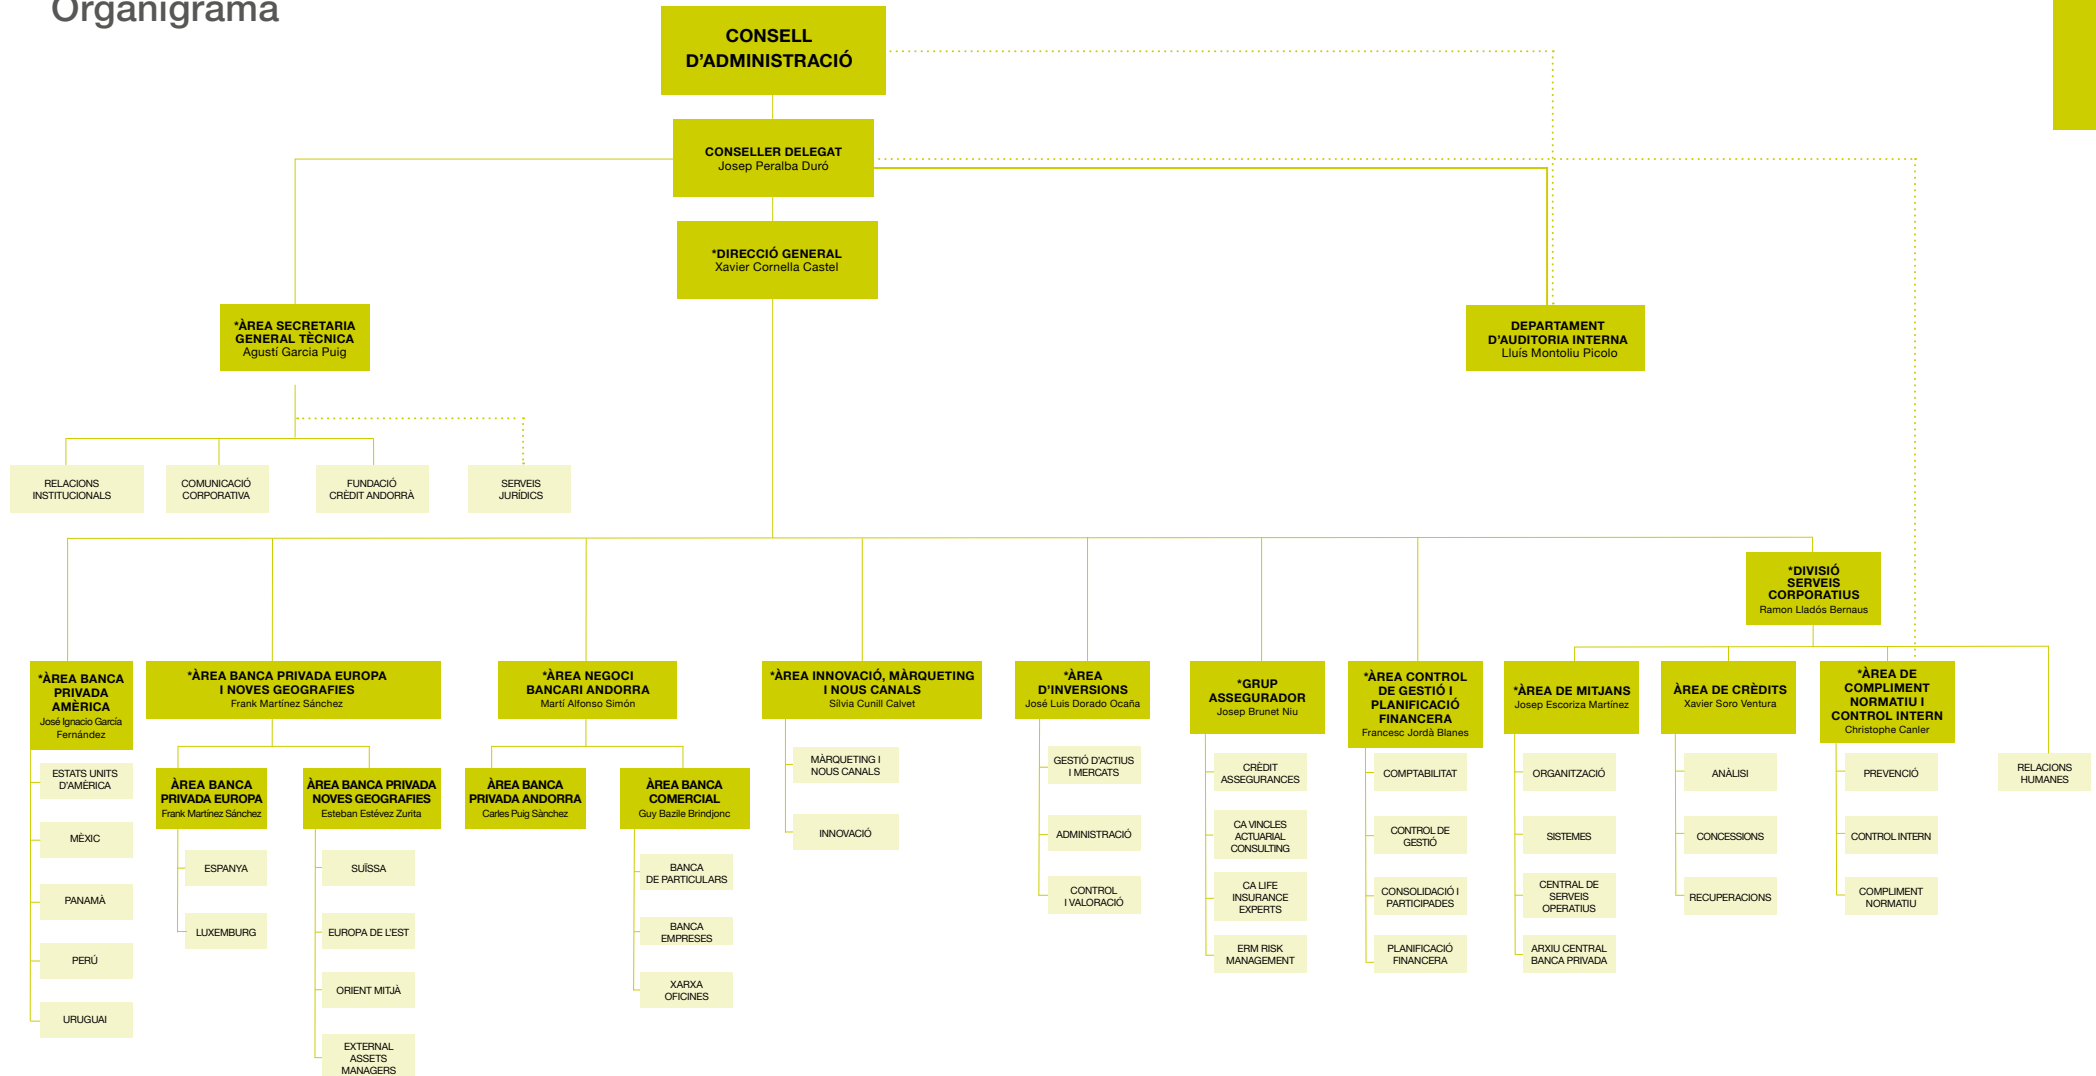 Organigrama
CONSELL
D'ADMINISTRACIÓ
CONSELLER DELEGAT
Josep Peralba Duró
*DIRECCIÓ GENERAL
Xavier Cornella Castel
*ÀREA SECRETARIA
GENERAL TÈCNICA
Agustí Garcia Puig
DEPARTAMENT
D'AUDITORIA INTERNA
Lluís Montoliu Picolo
RELACIONS
INSTITUCIONALS
COMUNICACIÓ
CORPORATIVA
FUNDACIÓ
CRÈDIT ANDORRÀ
SERVEIS
JURÍDICS
*DIVISIÓ
SERVEIS
CORPORATIUS
Ramon Lladós Bernaus
*ÀREA BANCA
PRIVADA
AMÈRICA
José Ignacio García
Fernández
ESTATS UNITS
D'AMÈRICA
MÈXIC
PANAMÀ
PERÚ
URUGUAI
*ÀREA BANCA PRIVADA EUROPA
I NOVES GEOGRAFIES
Frank Martínez Sánchez
ÀREA BANCA
PRIVADA EUROPA
Frank Martínez Sánchez
ESPANYA
LUXEMBURG
ÀREA BANCA PRIVADA
NOVES GEOGRAFIES
Esteban Estévez Zurita
SUÏSSA
EUROPA DE L'EST
ORIENT MITJÀ
EXTERNAL
ASSETS
MANAGERS
*ÀREA NEGOCI
BANCARI ANDORRA
Martí Alfonso Simón
ÀREA BANCA
PRIVADA ANDORRA
Carles Puig Sànchez
ÀREA BANCA
COMERCIAL
Guy Bazile Brindjonc
BANCA
DE PARTICULARS
BANCA
EMPRESES
XARXA
OFICINES
*ÀREA INNOVACIÓ, MÀRQUETING
I NOUS CANALS
Sílvia Cunill Calvet
MÀRQUETING I
NOUS CANALS
INNOVACIÓ
*ÀREA
D'INVERSIONS
José Luis Dorado Ocaña
GESTIÓ D'ACTIUS
I MERCATS
ADMINISTRACIÓ
CONTROL
I VALORACIÓ
*GRUP
ASSEGURADOR
Josep Brunet Niu
CRÈDIT
ASSEGURANCES
CA VINCLES
ACTUARIAL
CONSULTING
CA LIFE
INSURANCE
EXPERTS
ERM RISK
MANAGEMENT
*ÀREA CONTROL
DE GESTIÓ I
PLANIFICACIÓ
FINANCERA
Francesc Jordà Blanes
COMPTABILITAT
CONTROL DE
GESTIÓ
CONSOLIDACIÓ I
PARTICIPADES
PLANIFICACIÓ
FINANCERA
*ÀREA DE MITJANS
Josep Escoriza Martínez
ORGANITZACIÓ
SISTEMES
CENTRAL DE
SERVEIS
OPERATIUS
ARXIU CENTRAL
BANCA PRIVADA
ÀREA DE CRÈDITS
Xavier Soro Ventura
ANÀLISI
CONCESSIONS
RECUPERACIONS
*ÀREA DE
COMPLIMENT
NORMATIU I
CONTROL INTERN
Christophe Canler
PREVENCIÓ
CONTROL INTERN
COMPLIMENT
NORMATIU
RELACIONS
HUMANES